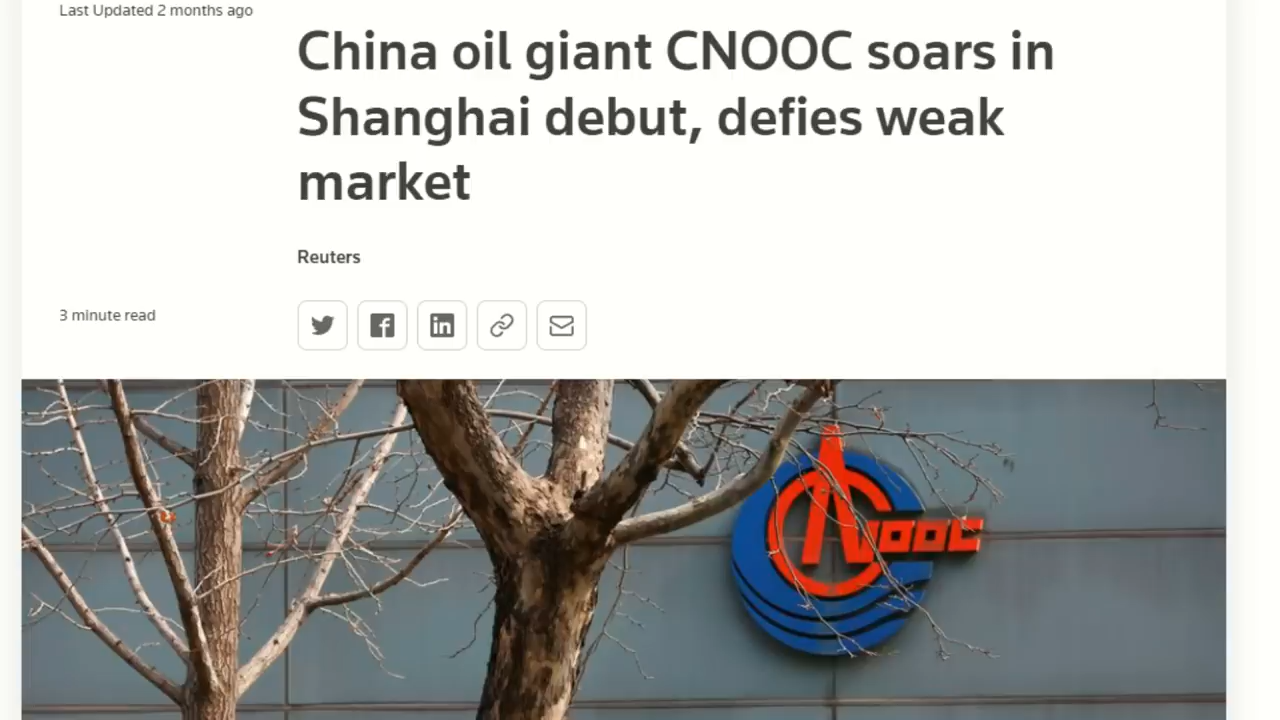 Last Updated 2 months ago
China oil giant CNOOC soars in
Shanghai debut, defies weak
market
Reuters
3 minute read
CNOOC